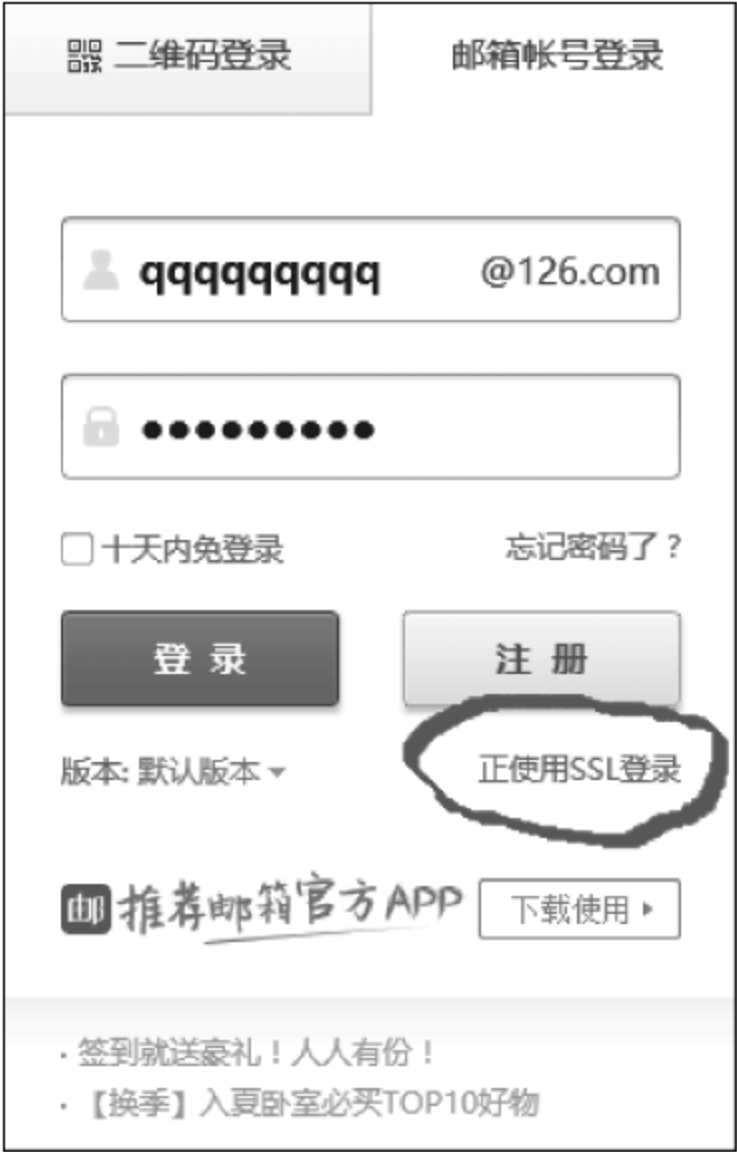 二维码登录
邮箱帐号登录
qqqqqqqqq @126.com
●●●●●●●●●
十天内免登录
忘记密码了？
登 录
注 册
版本: 默认版本
正使用SSL登录
邮 推荐邮箱官方APP
下载使用
· 签到就送豪礼！人人有份！
· 【换季】入夏卧室必买TOP10好物